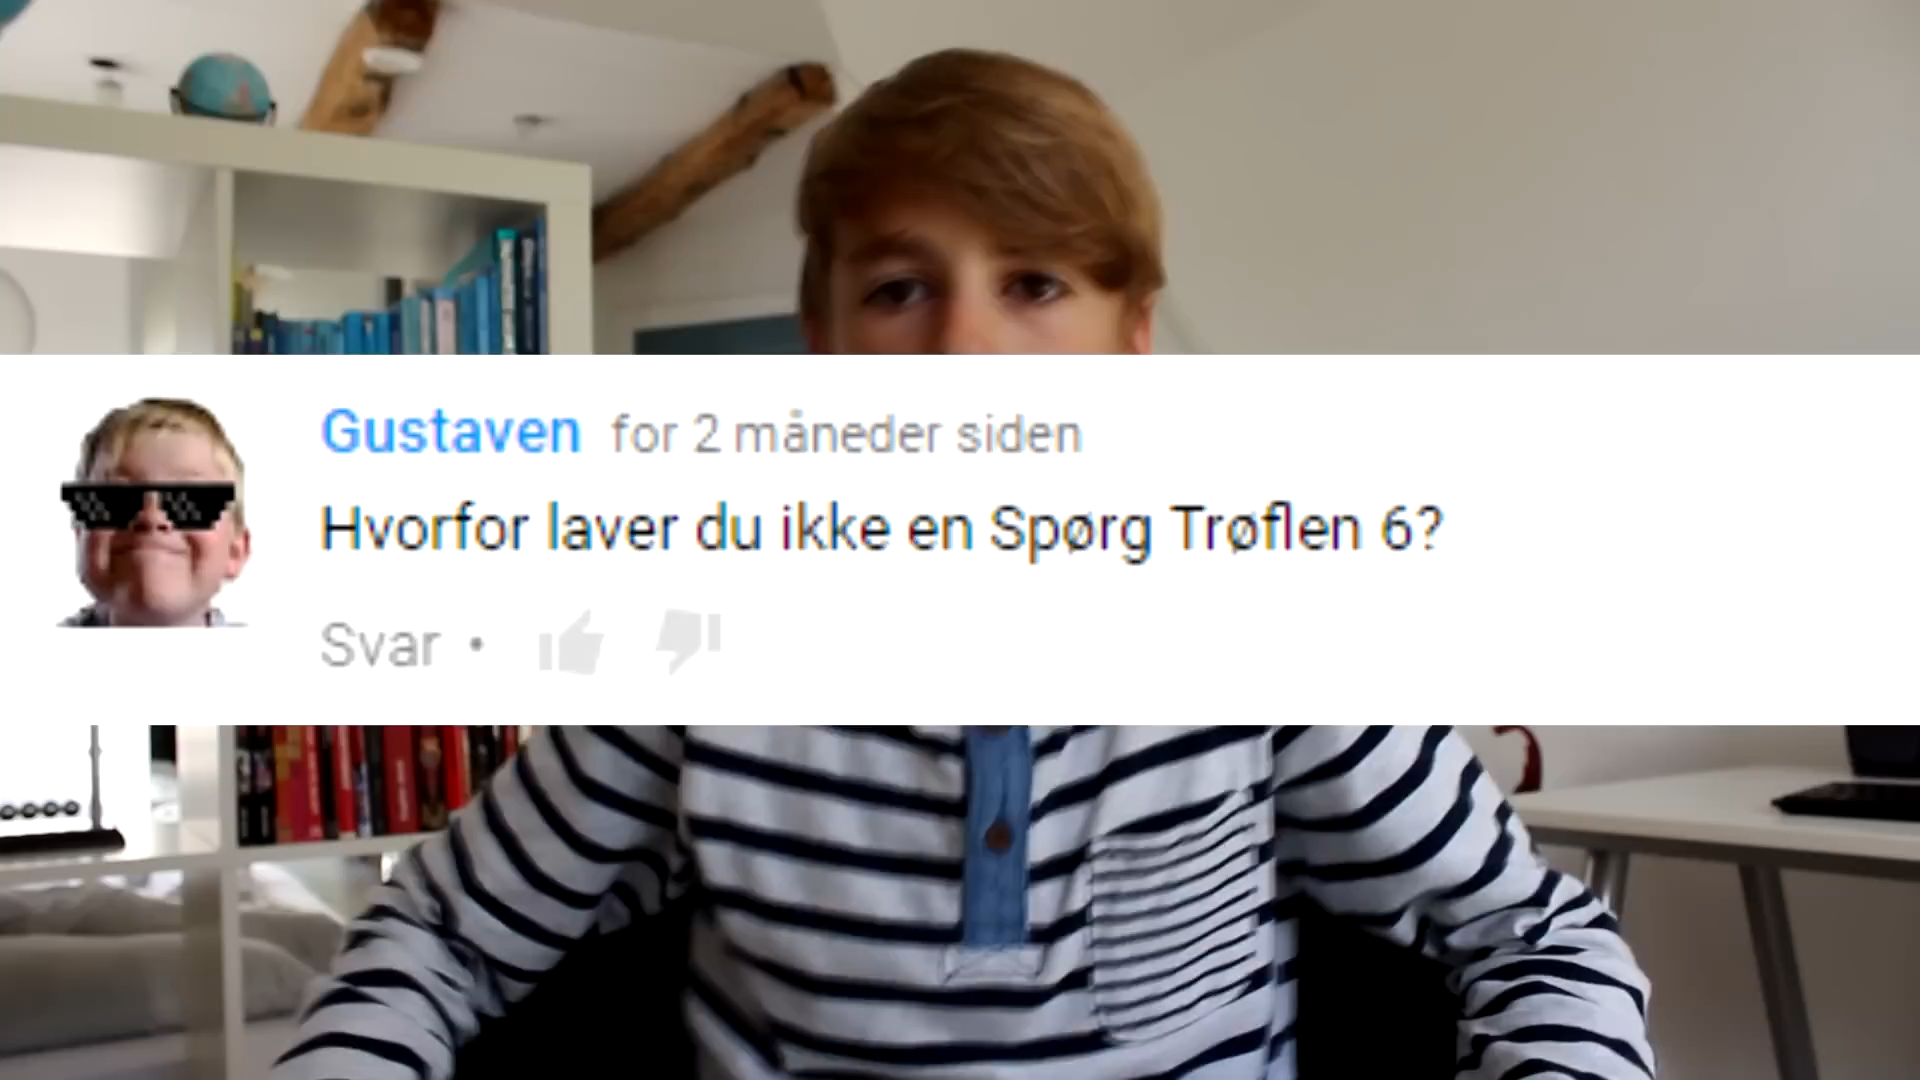 Gustaven for 2 måneder siden
Hvorfor laver du ikke en Spørg Trøflen 6?
Svar •